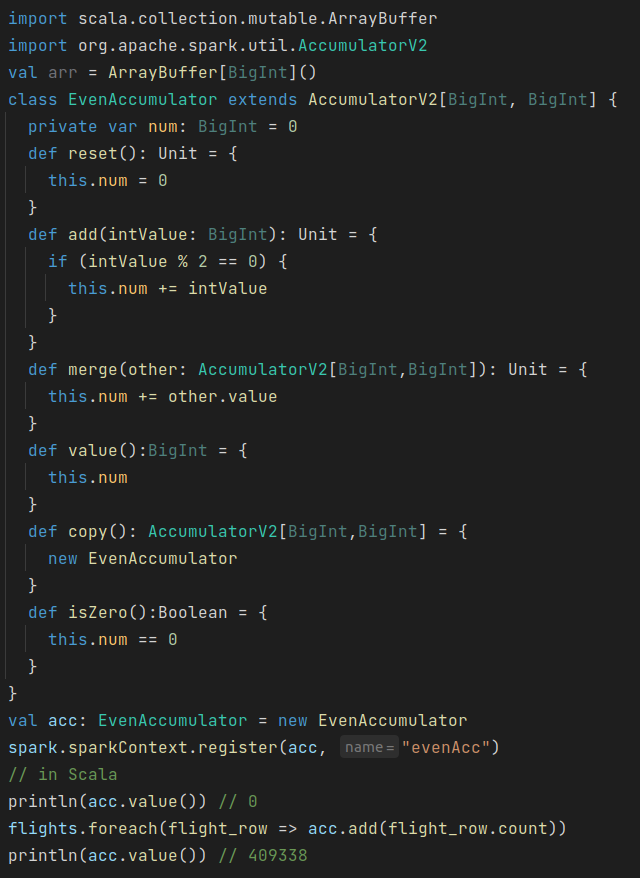 import scala.collection.mutable.ArrayBuffer
import org.apache.spark.util.AccumulatorV2
val arr = ArrayBuffer[BigInt]()
class EvenAccumulator extends AccumulatorV2[BigInt, BigInt] {
  private var num: BigInt = 0
  def reset(): Unit = {
    this.num = 0
  }
  def add(intValue: BigInt): Unit = {
    if (intValue % 2 == 0) {
      this.num += intValue
    }
  }
  def merge(other: AccumulatorV2[BigInt,BigInt]): Unit = {
    this.num += other.value
  }
  def value():BigInt = {
    this.num
  }
  def copy(): AccumulatorV2[BigInt,BigInt] = {
    new EvenAccumulator
  }
  def isZero():Boolean = {
    this.num == 0
  }
}
val acc: EvenAccumulator = new EvenAccumulator
spark.sparkContext.register(acc, name = "evenAcc")
// in Scala
println(acc.value()) // 0
flights.foreach(flight_row => acc.add(flight_row.count))
println(acc.value()) // 409338